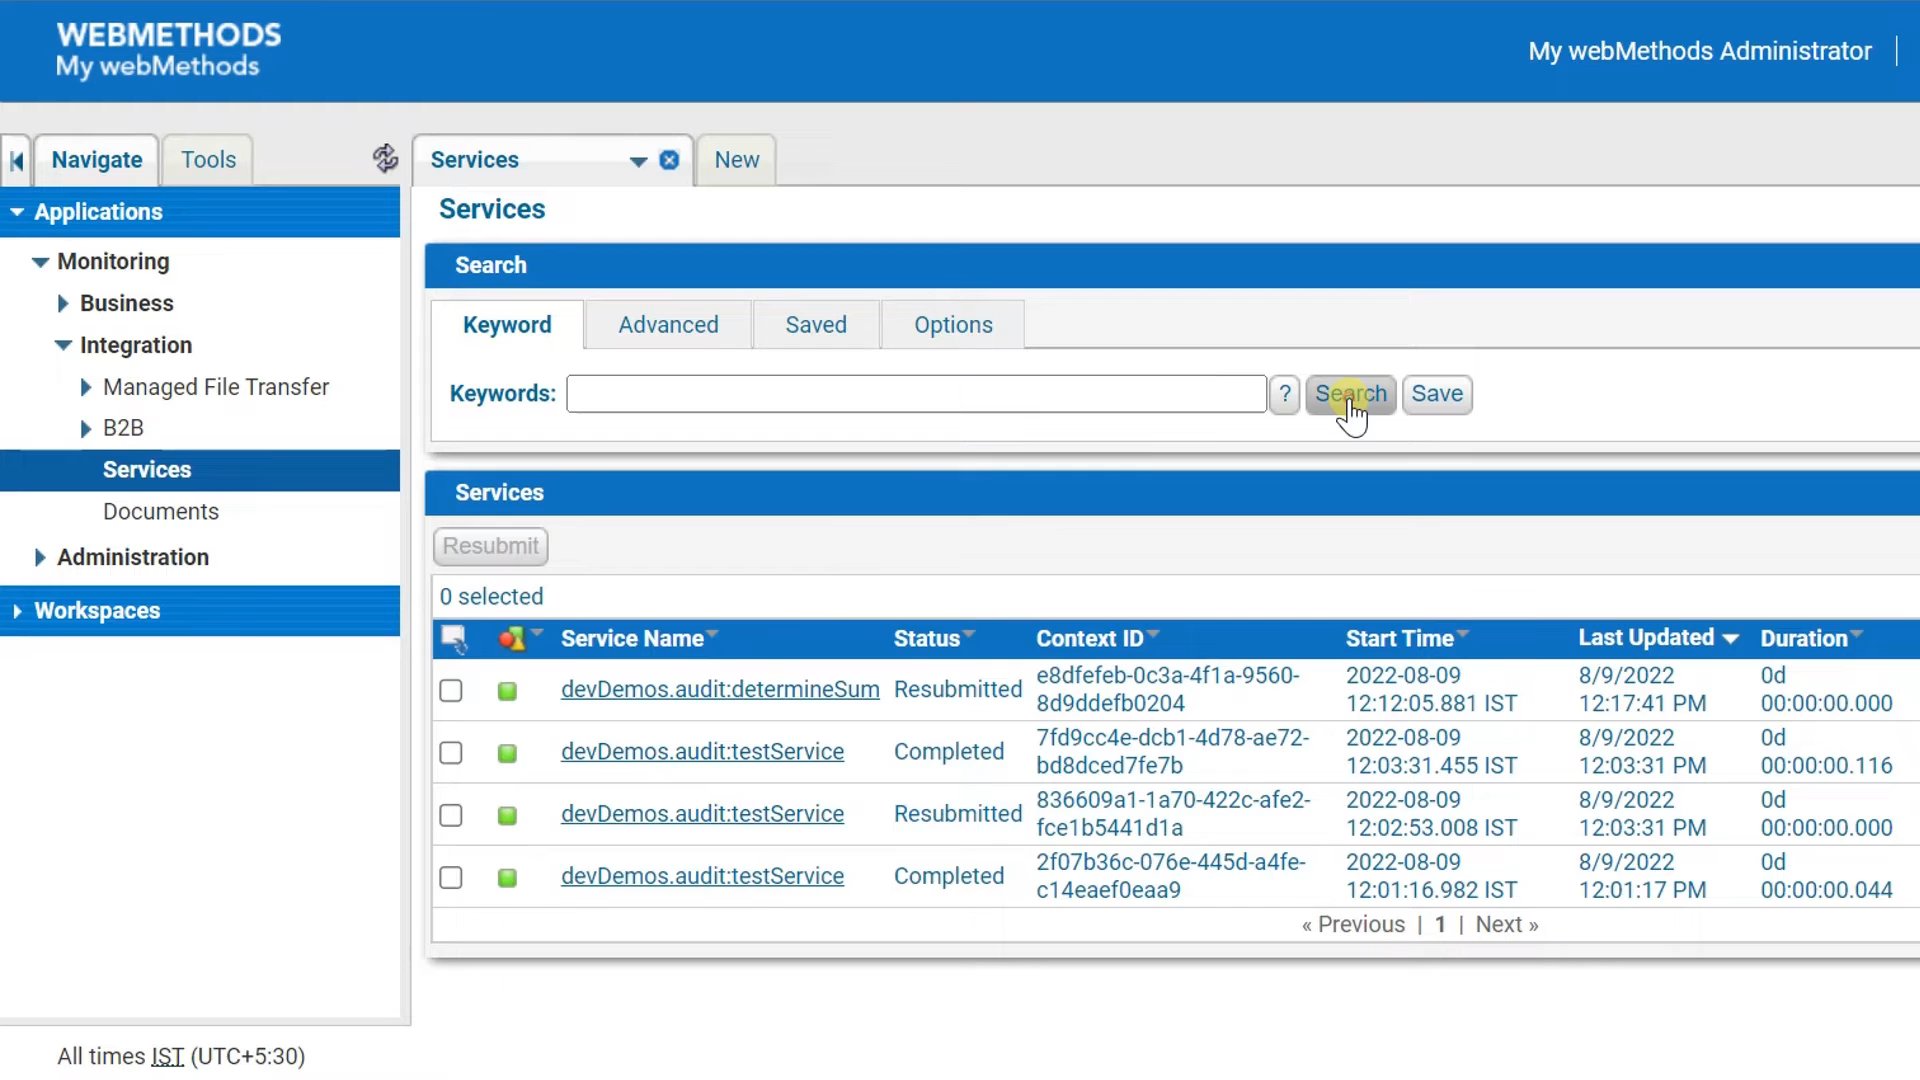 WEBMETHODS
My webMethods
My webMethods Administrator
Navigate
Tools
Services
New
Applications
Monitoring
Business
Integration
Managed File Transfer
B2B
Services
Documents
Administration
Workspaces
All times IST (UTC+5:30)
Services
Search
Keyword
Advanced
Saved
Options
Keywords:
?
Search
Save
Services
Resubmit
0 selected
Service Name
Status
Context ID
Start Time
Last Updated
Duration
devDemos.audit:determineSum
Resubmitted
e8dfefeb-0c3a-4f1a-9560-
8d9ddefb0204
2022-08-09
12:12:05.881 IST
8/9/2022
12:17:41 PM
0d
00:00:00.000
devDemos.audit:testService
Completed
7fd9cc4e-dcb1-4d78-ae72-
bd8dced7fe7b
2022-08-09
12:03:31.455 IST
8/9/2022
12:03:31 PM
0d
00:00:00.116
devDemos.audit:testService
Resubmitted
836609a1-1a70-422c-afe2-
fce1b5441d1a
2022-08-09
12:02:53.008 IST
8/9/2022
12:03:31 PM
0d
00:00:00.000
devDemos.audit:testService
Completed
2f07b36c-076e-445d-a4fe-
c14eaef0eaa9
2022-08-09
12:01:16.982 IST
8/9/2022
12:01:17 PM
0d
00:00:00.044
« Previous | 1 | Next »